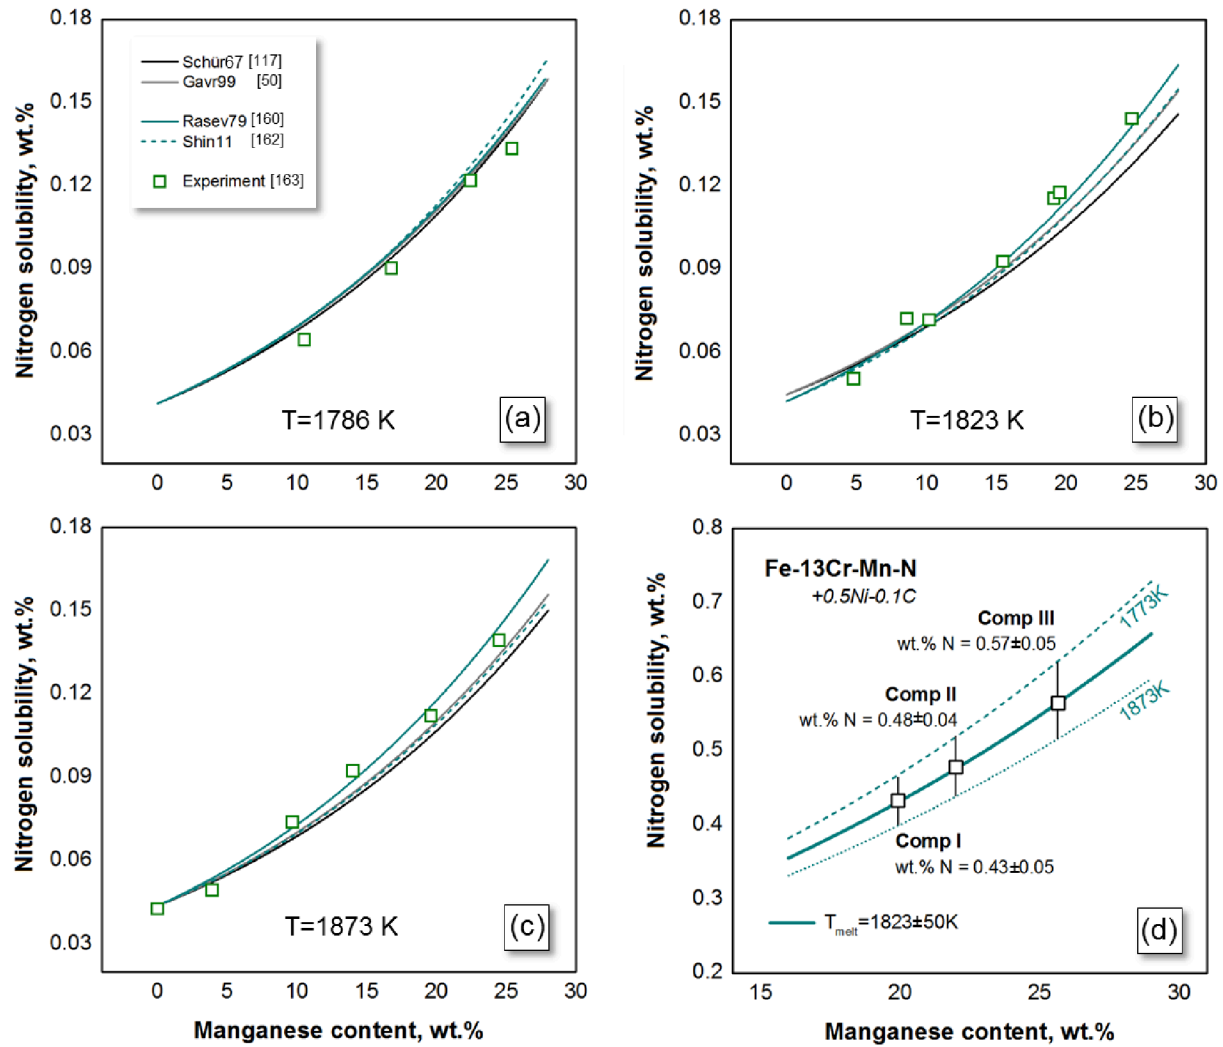 0.18
0.15
0.12
0.09
0.06
0.03
Nitrogen solubility, wt.%
Schür67 [117]
Gavr99 [50]
Rasev79 [160]
Shin11 [162]
Experiment [163]
T=1786 K
(a)
0 5 10 15 20 25 30
0.18
0.15
0.12
0.09
0.06
0.03
Nitrogen solubility, wt.%
T=1823 K
(b)
0 5 10 15 20 25 30
0.18
0.15
0.12
0.09
0.06
0.03
Nitrogen solubility, wt.%
T=1873 K
(c)
0 5 10 15 20 25 30
Manganese content, wt.%
0.8
0.7
0.6
0.5
0.4
0.3
0.2
Nitrogen solubility, wt.%
Fe-13Cr-Mn-N
+0.5Ni-0.1C
1773K
Comp III
wt.% N = 0.57±0.05
Comp II
wt.% N = 0.48±0.04
1873K
Comp I
wt.% N = 0.43±0.05
Tmelt=1823±50K
(d)
15 20 25 30
Manganese content, wt.%